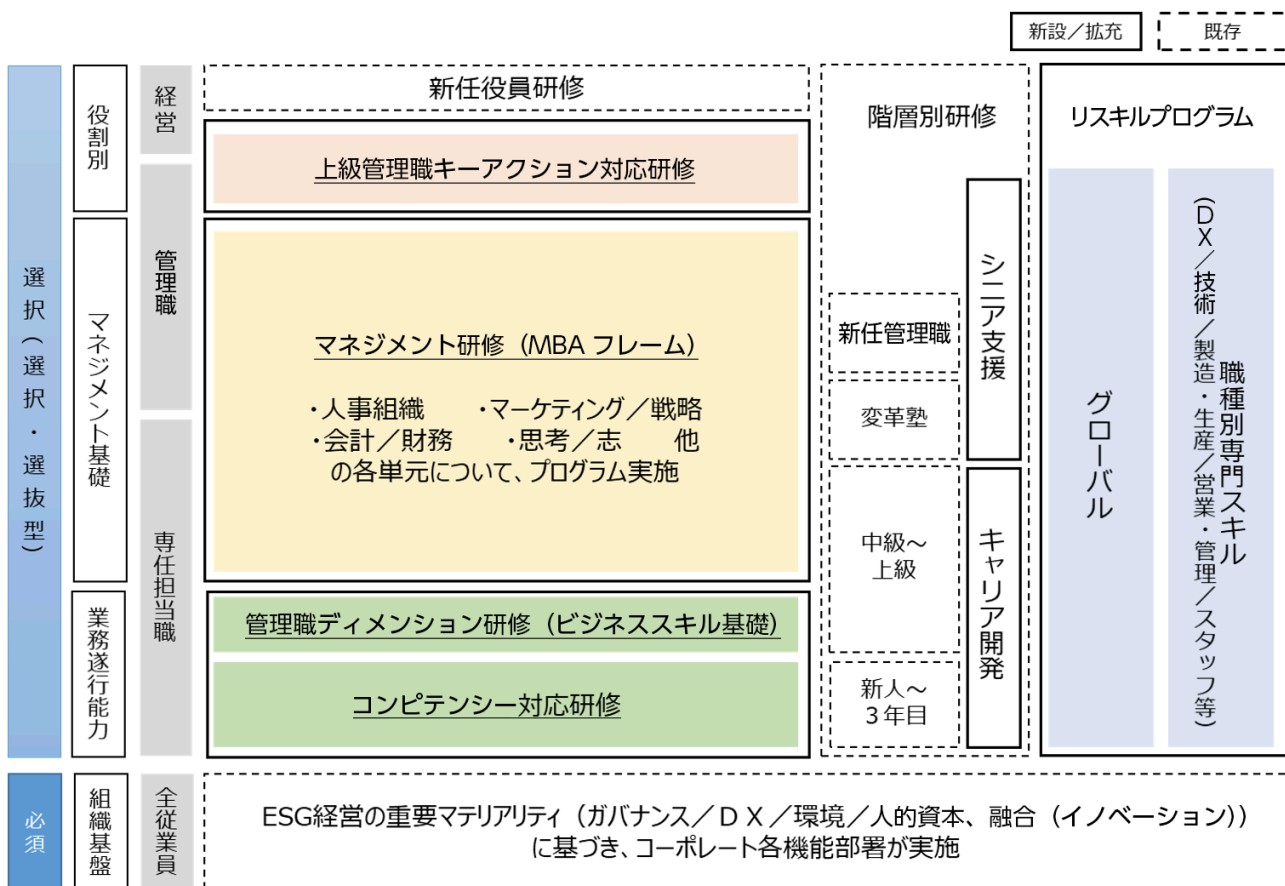 新設／拡充
既存
選択(選択・選抜型)
役割別
マネジメント基礎
業務遂行能力
経営
管理職
専任担当職
新任役員研修
上級管理職キーアクション対応研修
マネジメント研修（MBA フレーム）
・人事組織　　・マーケティング／戦略
・会計／財務　　・思考／志　　他
の各単元について、プログラム実施
管理職ディメンション研修（ビジネススキル基礎）
コンピテンシー対応研修
階層別研修
新任管理職
変革塾
中級～
上級
新人～
３年目
シニア支援
キャリア開発
リスキルプログラム
グローバル
職種別専門スキル
(ＤＸ／技術／製造・生産／営業・管理／スタッフ等)
必須
組織基盤
全従業員
ESG経営の重要マテリアリティ（ガバナンス／ＤＸ／環境／人的資本、融合（イノベーション））
に基づき、コーポレート各機能部署が実施